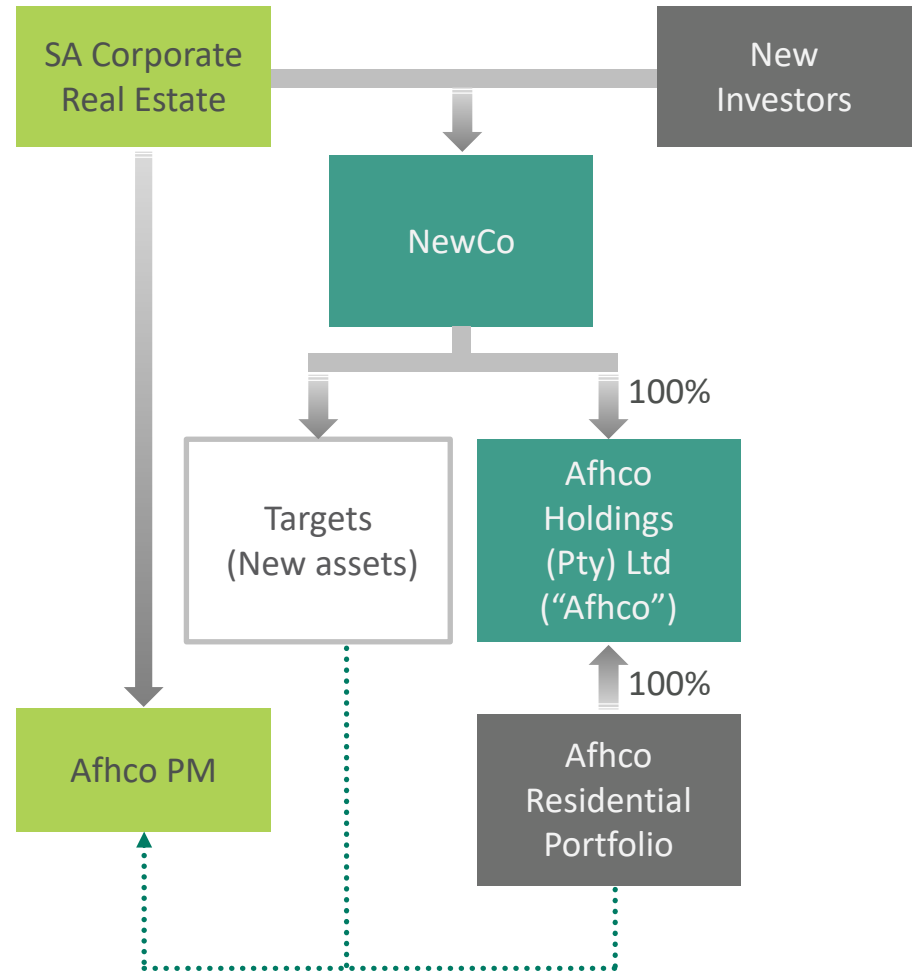 SA Corporate
Real Estate
New
Investors
NewCo
100%
Targets
(New assets)
Afhco
Holdings
(Pty) Ltd
(“Afhco”)
100%
Afhco PM
Afhco
Residential
Portfolio